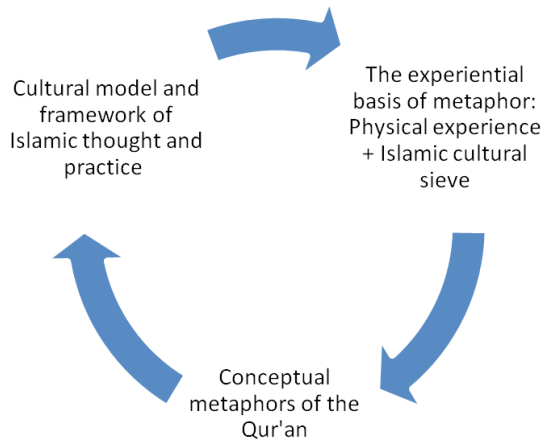 Cultural model and
framework of
Islamic thought and
practice
The experiential
basis of metaphor:
Physical experience
+ Islamic cultural
sieve
Conceptual
metaphors of the
Qur'an